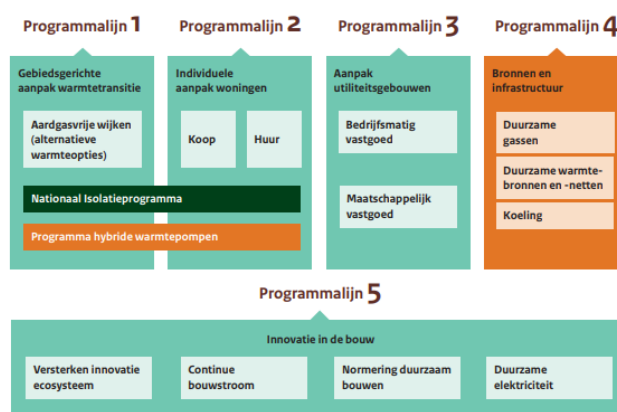 Programmalijn 1
Gebiedsgerichte
aanpak warmtetransitie
Aardgasvrije wijken
(alternatieve
warmteopties)
Programmalijn 2
Individuele
aanpak woningen
Koop
Huur
Nationaal Isolatieprogramma
Programma hybride warmtepompen
Programmalijn 3
Aanpak
utiliteitsgebouwen
Bedrijfsmatig
vastgoed
Maatschappelijk
vastgoed
Programmalijn 4
Bronnen en
infrastructuur
Duurzame
gassen
Duurzame warmte-
bronnen en -netten
Koeling
Programmalijn 5
Innovatie in de bouw
Versterken innovatie
ecosysteem
Continue
bouwstroom
Normering duurzaam
bouwen
Duurzame
elektriciteit